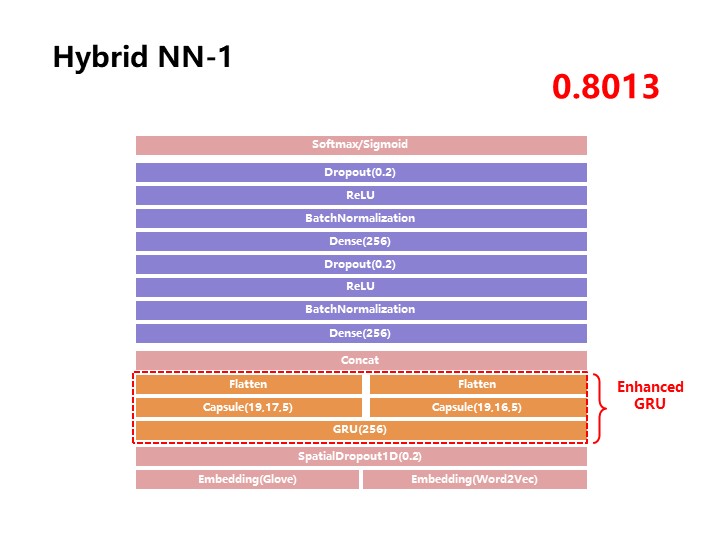 Hybrid NN-1
0.8013
Softmax/Sigmoid
Dropout(0.2)
ReLU
BatchNormalization
Dense(256)
Dropout(0.2)
ReLU
BatchNormalization
Dense(256)
Concat
Flatten Flatten
Capsule(19,17,5) Capsule(19,16,5)
GRU(256)
Enhanced
GRU
SpatialDropout1D(0.2)
Embedding(Glove) Embedding(Word2Vec)